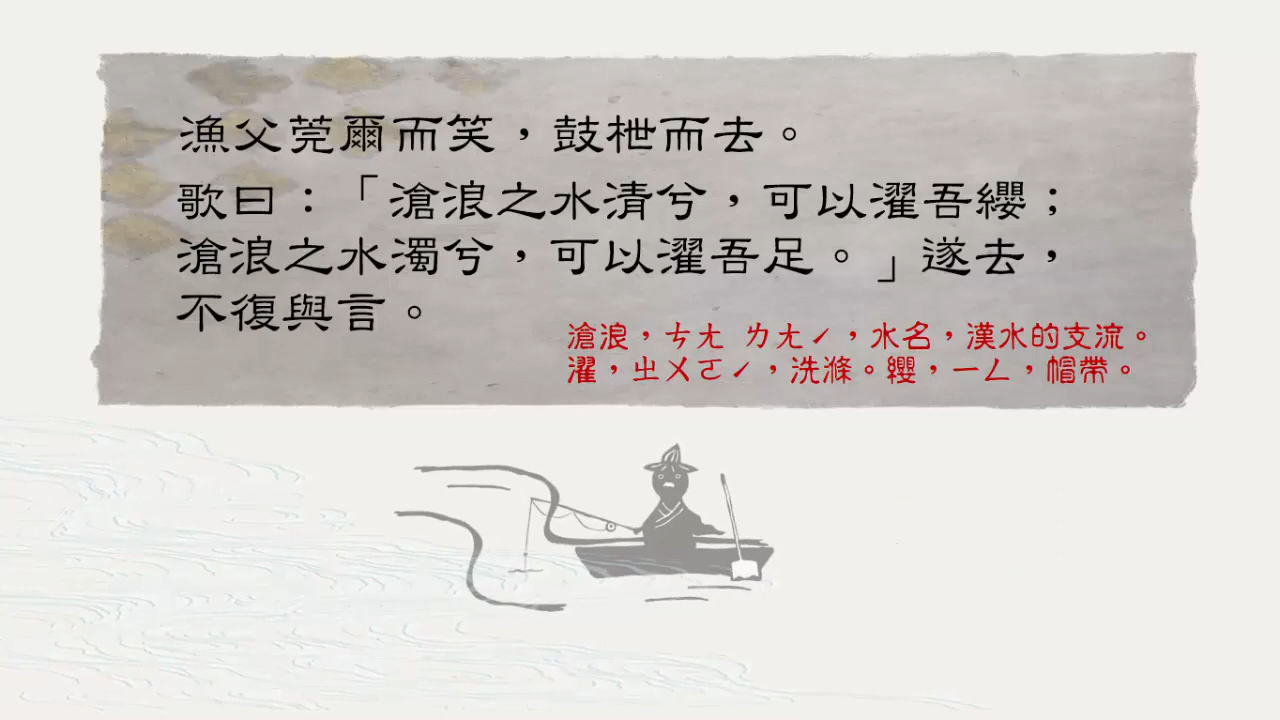 漁父莞爾而笑，鼓枻而去。
歌曰：「滄浪之水清兮，可以濯吾纓；
滄浪之水濁兮，可以濯吾足。」遂去，
不復與言。
滄浪，ㄘㄤ ㄌㄤˊ，水名，漢水的支流。
濯，ㄓㄨㄛˊ，洗滌。纓，ㄧㄥ，帽帶。